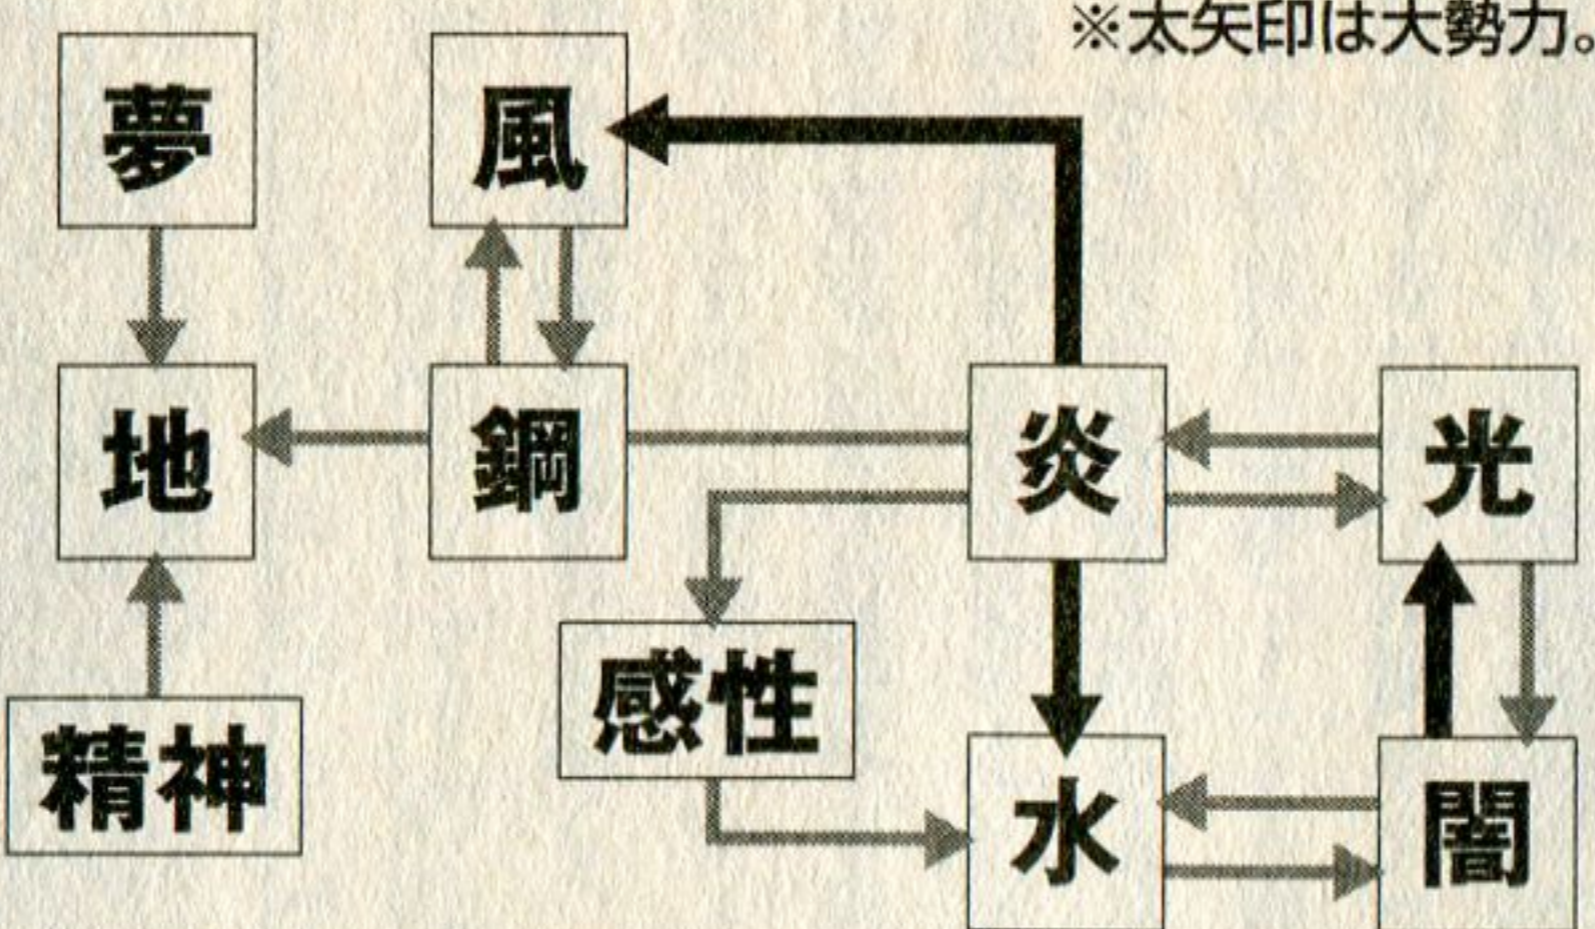 ※太矢印は大勢力。
夢
風
地
鋼
炎
光
精神
感性
水
闇